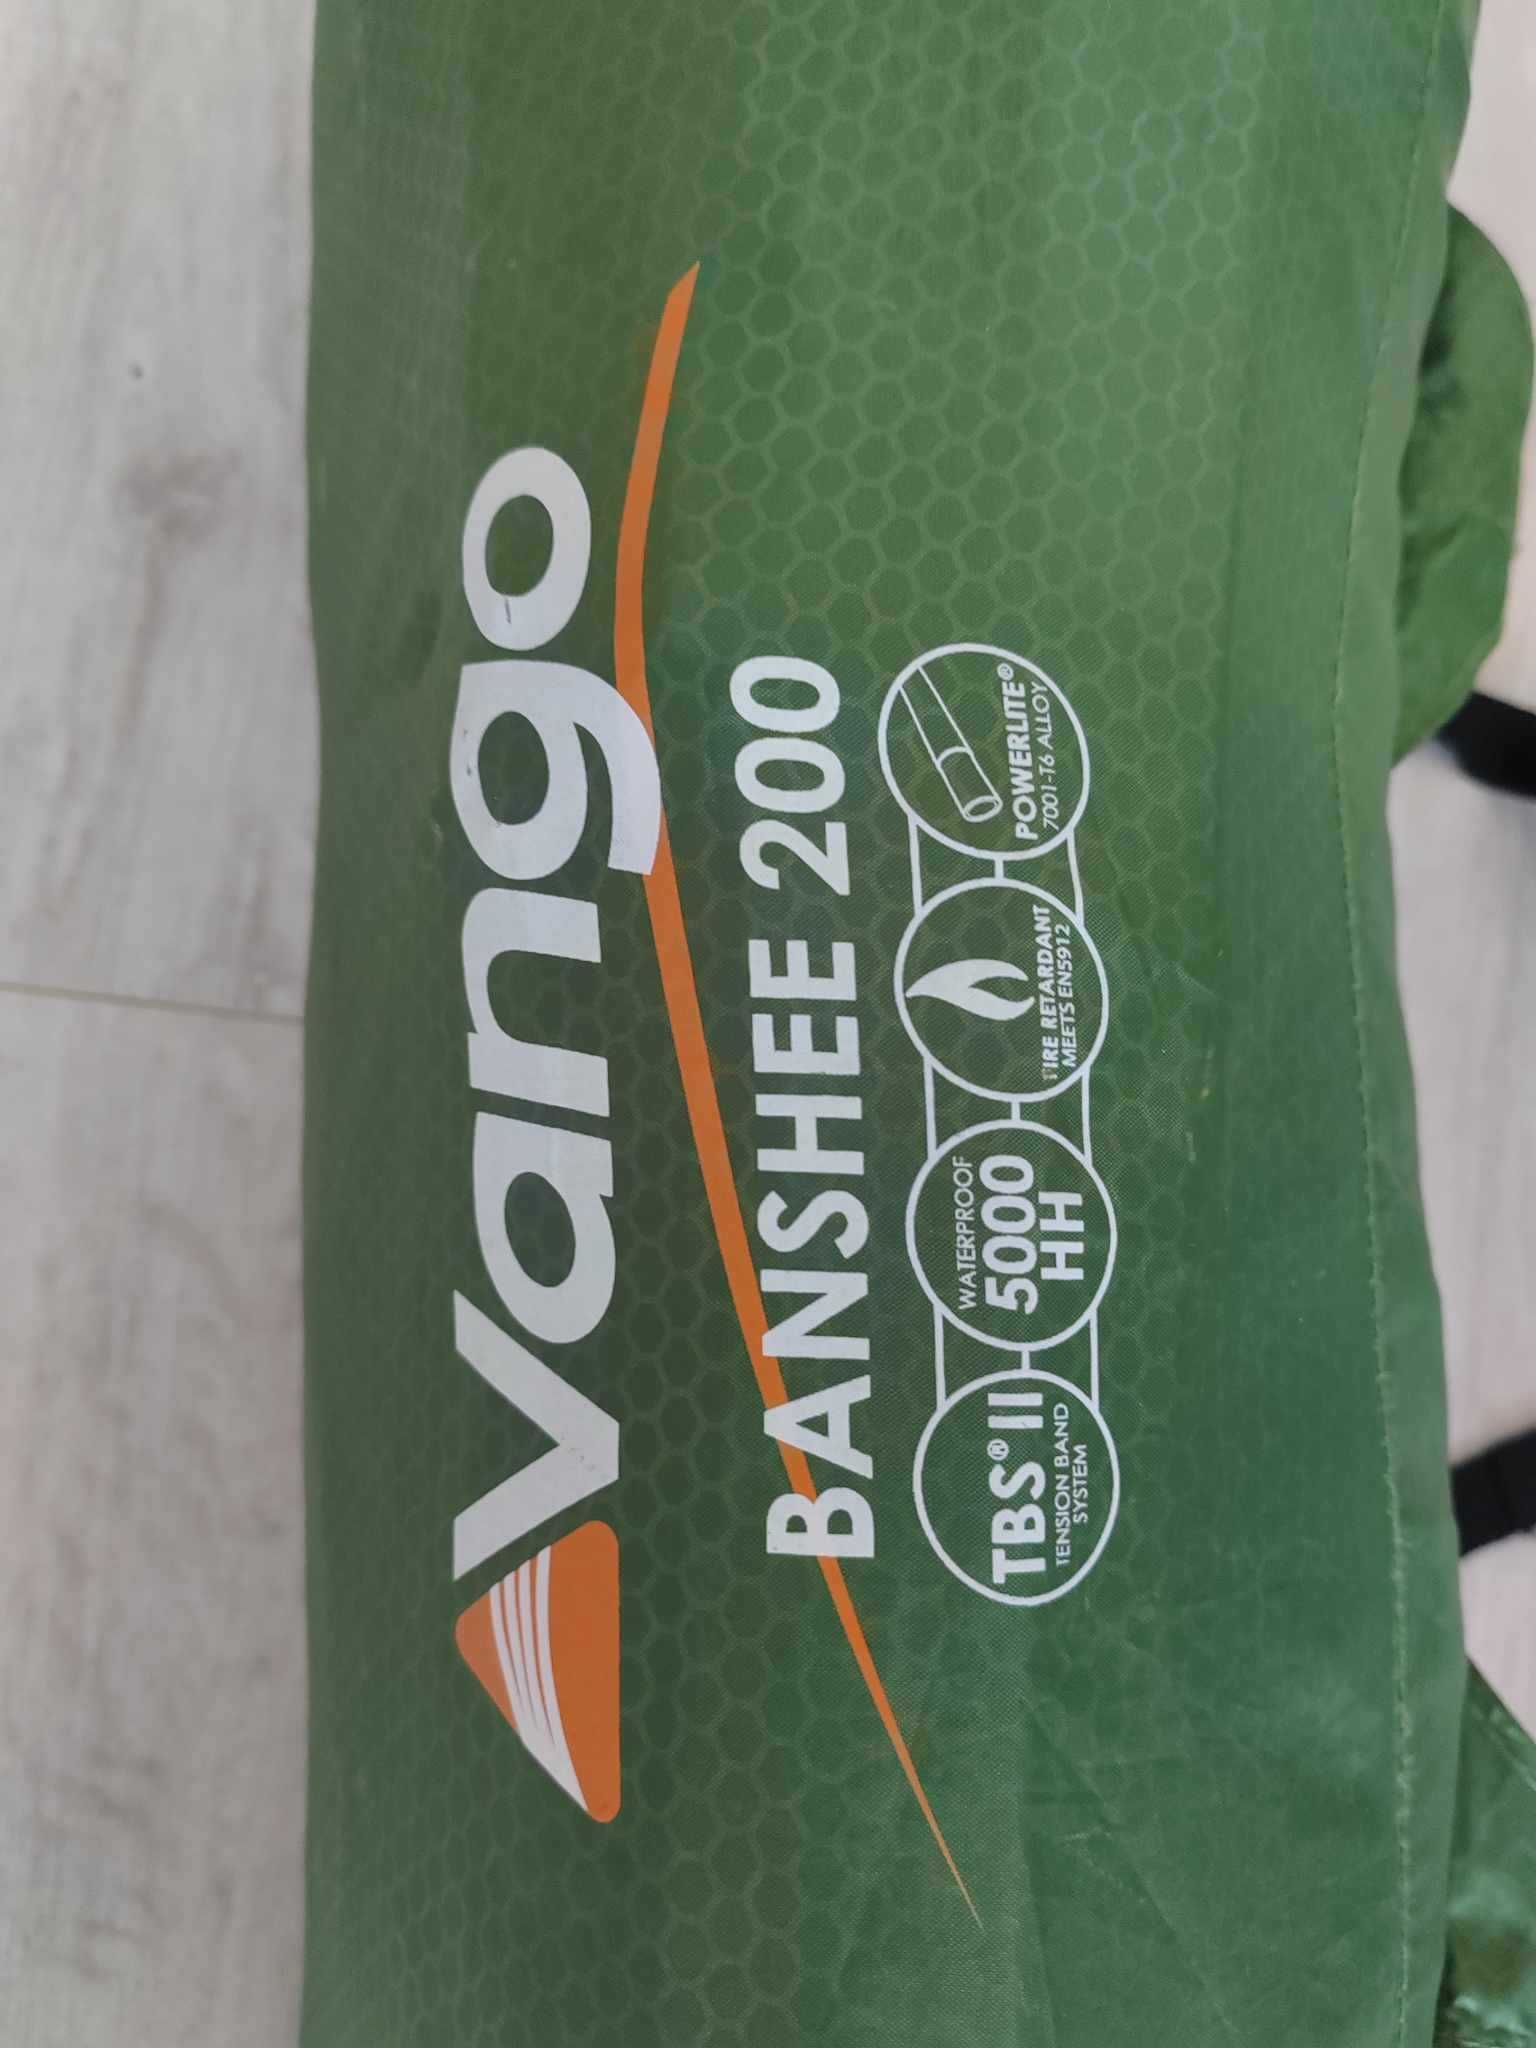 Vango
BANSHEE 200
TBS® II
TENSION BAND
SYSTEM
WATERPROOF
5000
HH
FIRE RETARDANT
MEETS EN5912
POWERLITE®
7001-T6 ALLOY